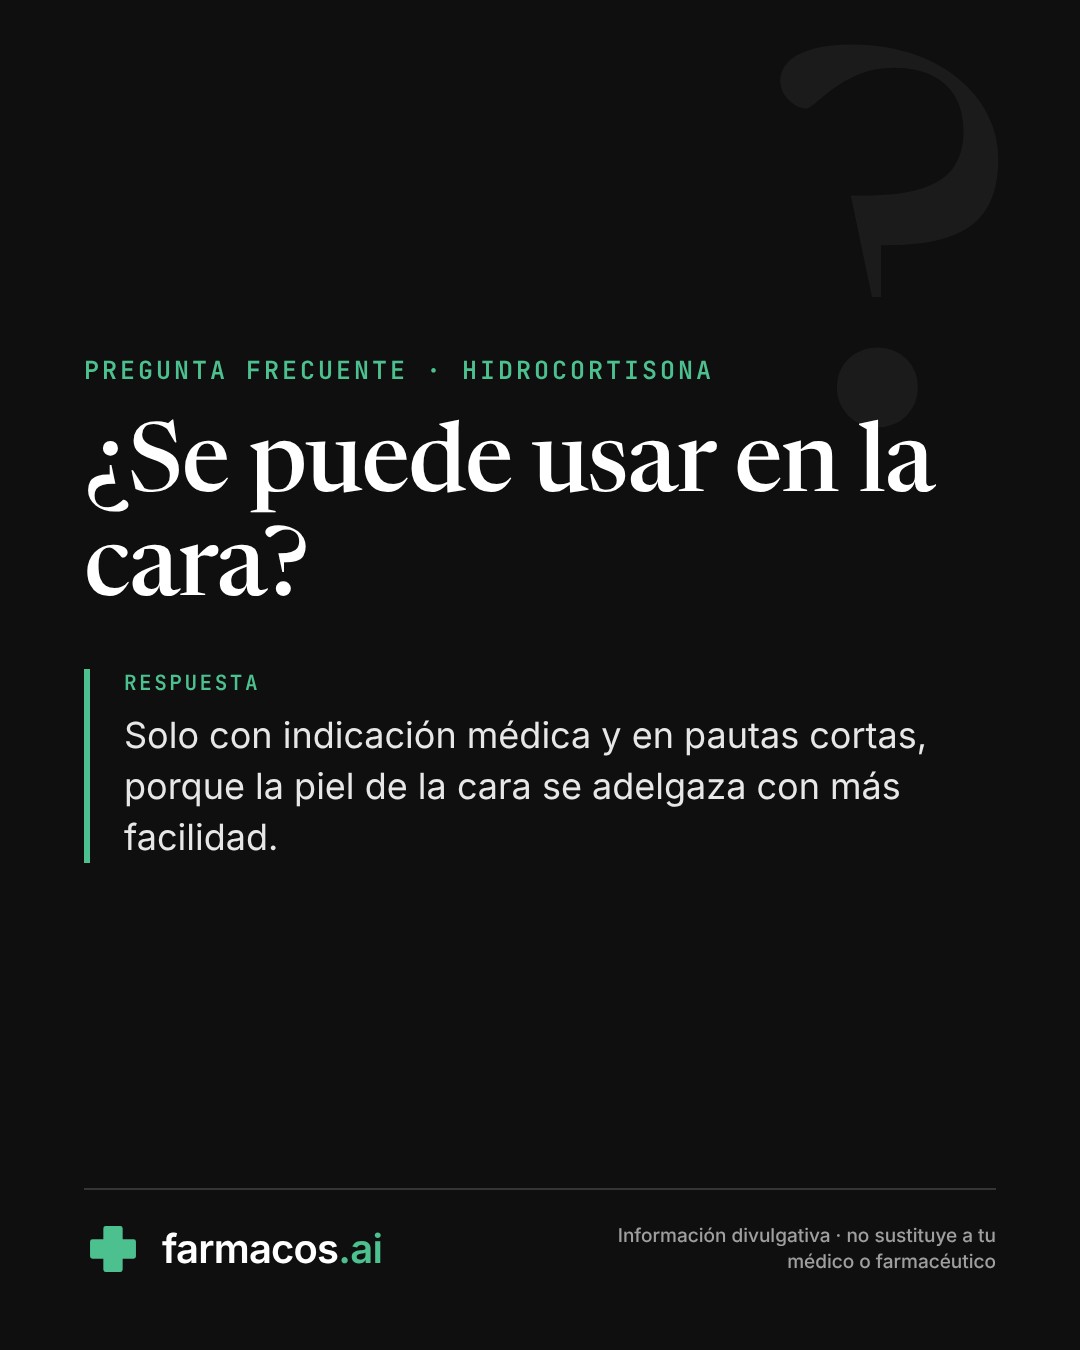 PREGUNTA FRECUENTE · HIDROCORTISONA
¿Se puede usar en la
cara?
RESPUESTA
Solo con indicación médica y en pautas cortas,
porque la piel de la cara se adelgaza con más
facilidad.
farmacos.ai
Información divulgativa · no sustituye a tu
médico o farmacéutico